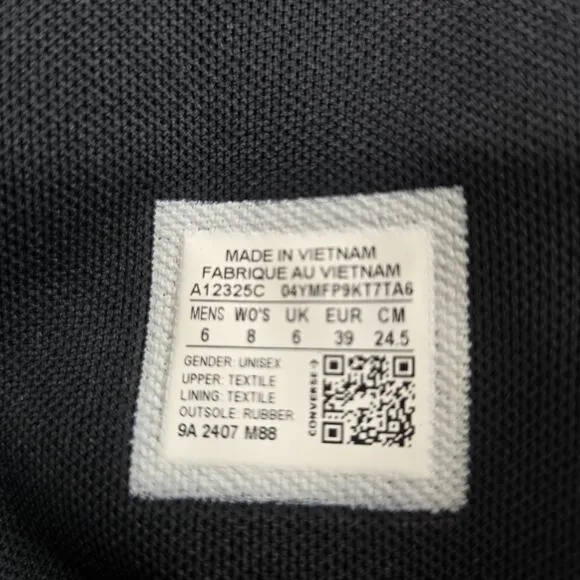 MADE IN VIETNAM
FABRIQUE AU VIETNAM
A12325C 04YMFP9KT7TA6
MENS WO'S UK EUR CM
6 8 6 39 24.5
GENDER: UNISEX
UPPER: TEXTILE
LINING: TEXTILE
OUTSOLE: RUBBER
9A 2407 M88
CONVERSE